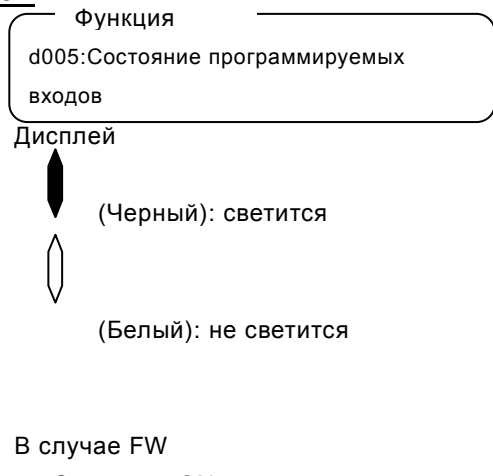 Функция
d005:Состояние программируемых
входов
Дисплей
(Черный): светится
(Белый): не светится
В случае FW